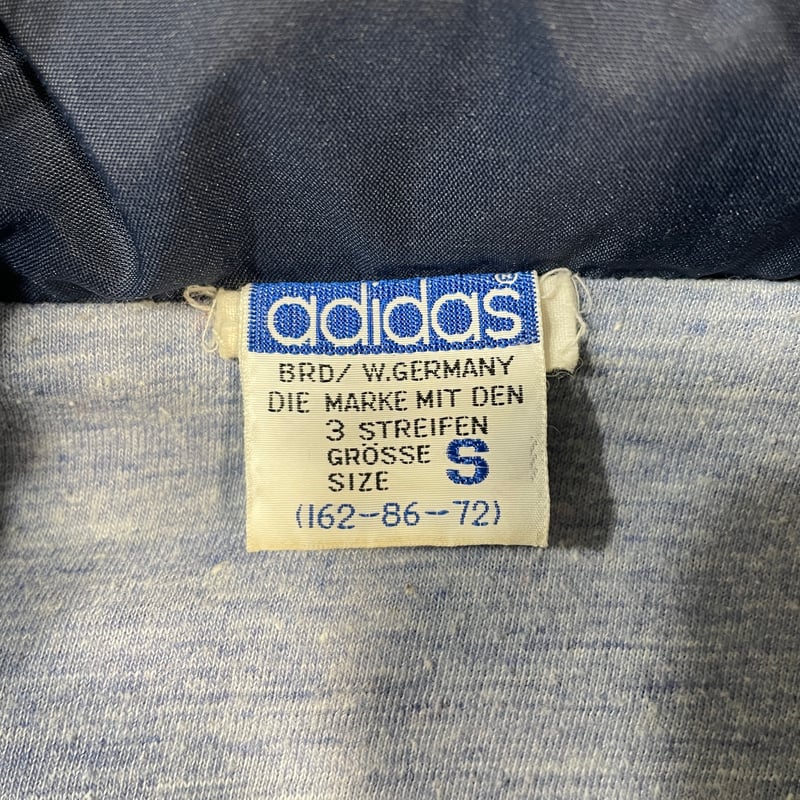 adidas®
BRD/ W.GERMANY
DIE MARKE MIT DEN
3 STREIFEN
GRÖSSE S
SIZE
(162-86-72)